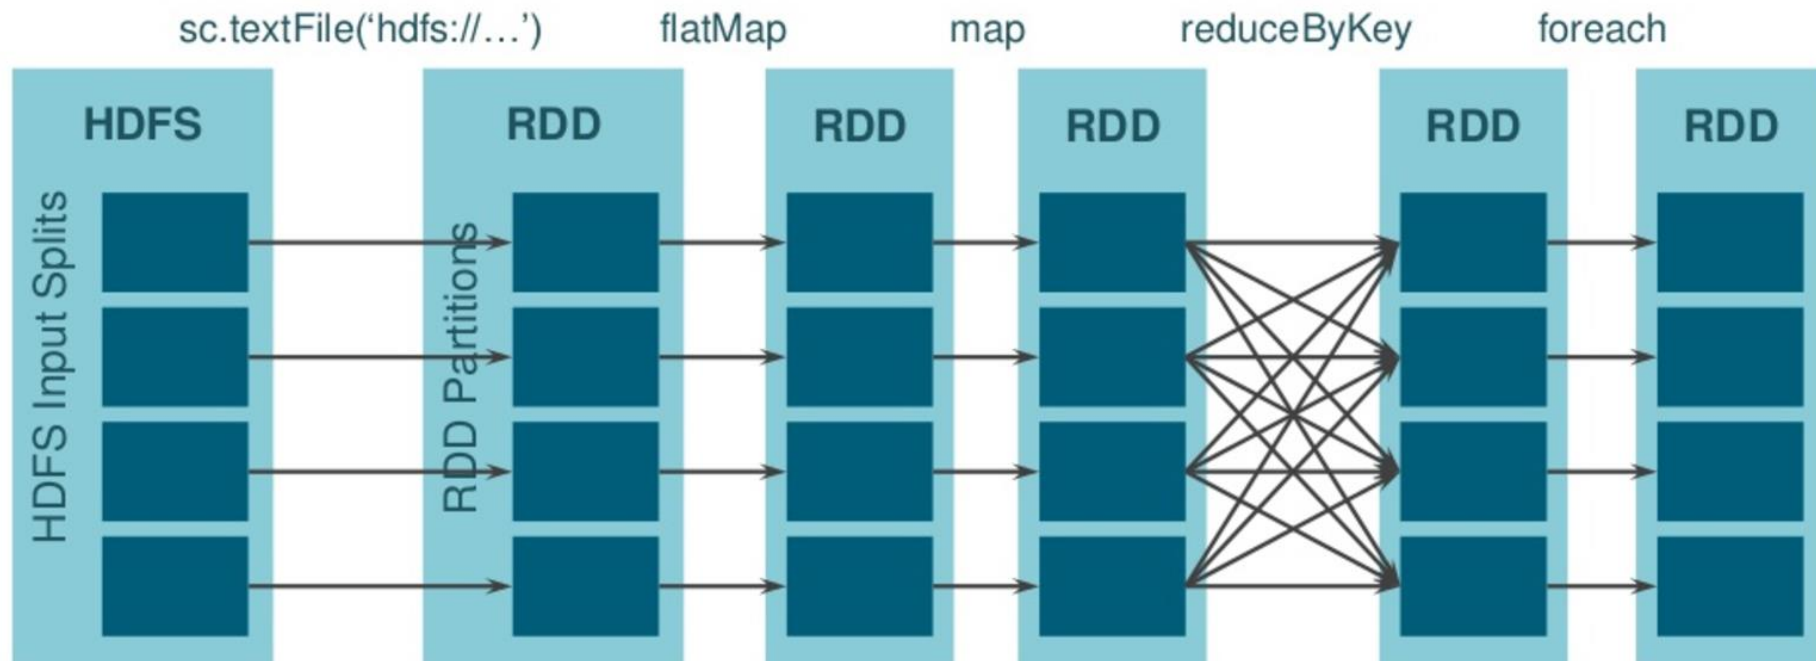 sc.textFile(‘hdfs://…’)
flatMap
map
reduceByKey
foreach
HDFS
RDD
RDD
RDD
RDD
RDD
HDFS Input Splits
RDD Partitions